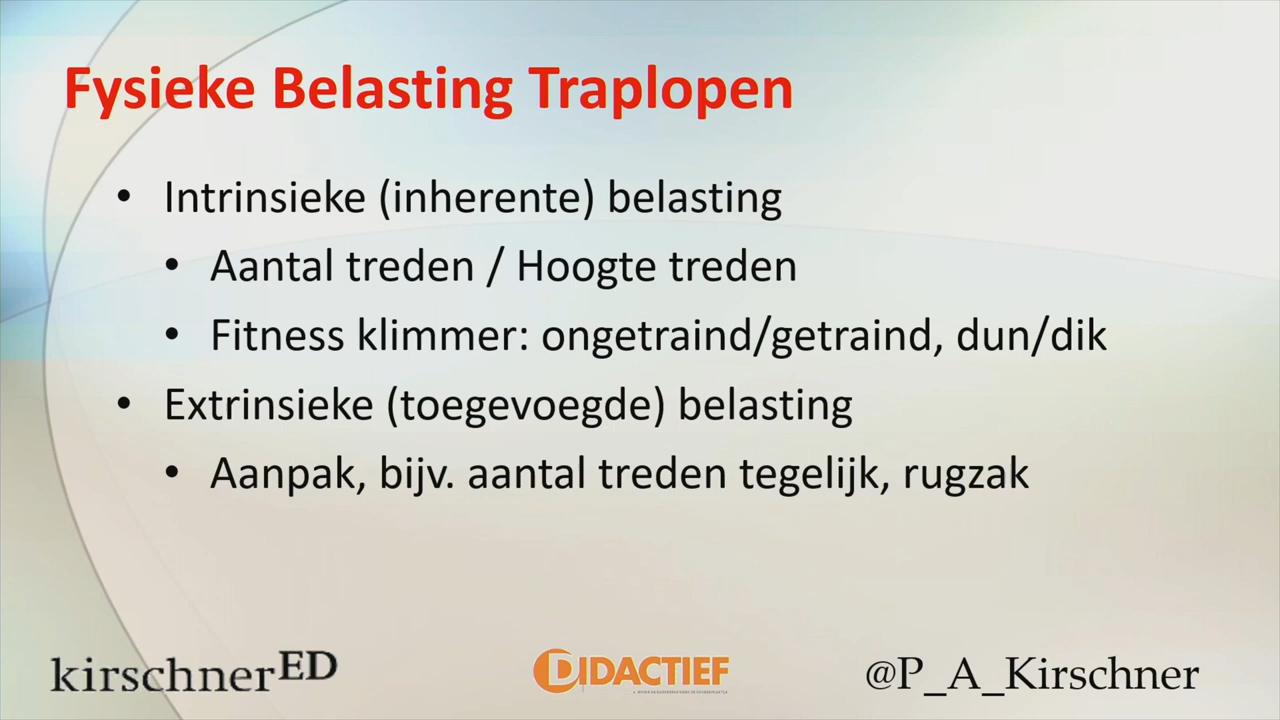 Fysieke Belasting Traplopen
• Intrinsieke (inherente) belasting
• Aantal treden / Hoogte treden
• Fitness klimmer: ongetraind/getraind, dun/dik
• Extrinsieke (toegevoegde) belasting
• Aanpak, bijv. aantal treden tegelijk, rugzak
kirschnerED
DIDACTIEF
@P_A_Kirschner